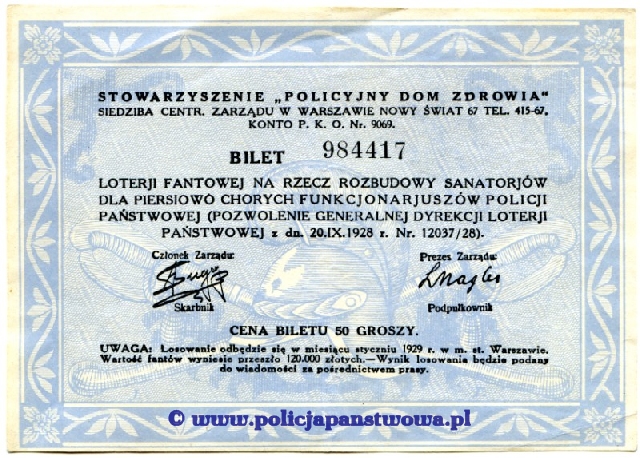 STOWARZYSZENIE „POLICYJNY DOM ZDROWIA"
SIEDZIBA CENTR. ZARZĄDU W WARSZAWIE NOWY ŚWIAT 67 TEL. 415-67.
KONTO P. K. O. Nr. 9069.
BILET 984417
LOTERJI FANTOWEJ NA RZECZ ROZBUDOWY SANATORJÓW
DLA PIERSIOWO CHORYCH FUNKCJONARJUSZÓW POLICJI
PAŃSTWOWEJ (POZWOLENIE GENERALNEJ DYREKCJI LOTERJI
PAŃSTWOWEJ z dn. 20.IX.1928 r. Nr. 12037/28).
Członek Zarządu: Prezes Zarządu:
Skarbnik Podpułkownik
CENA BILETU 50 GROSZY.
UWAGA: Losowanie odbędzie się w miesiącu styczniu 1929 r. w m. st. Warszawie.
Wartość fantów wyniesie przeszło 120.000 złotych.—Wynik losowania będzie podany
do wiadomości za pośrednictwem prasy.
© www.policjapanstwowa.pl